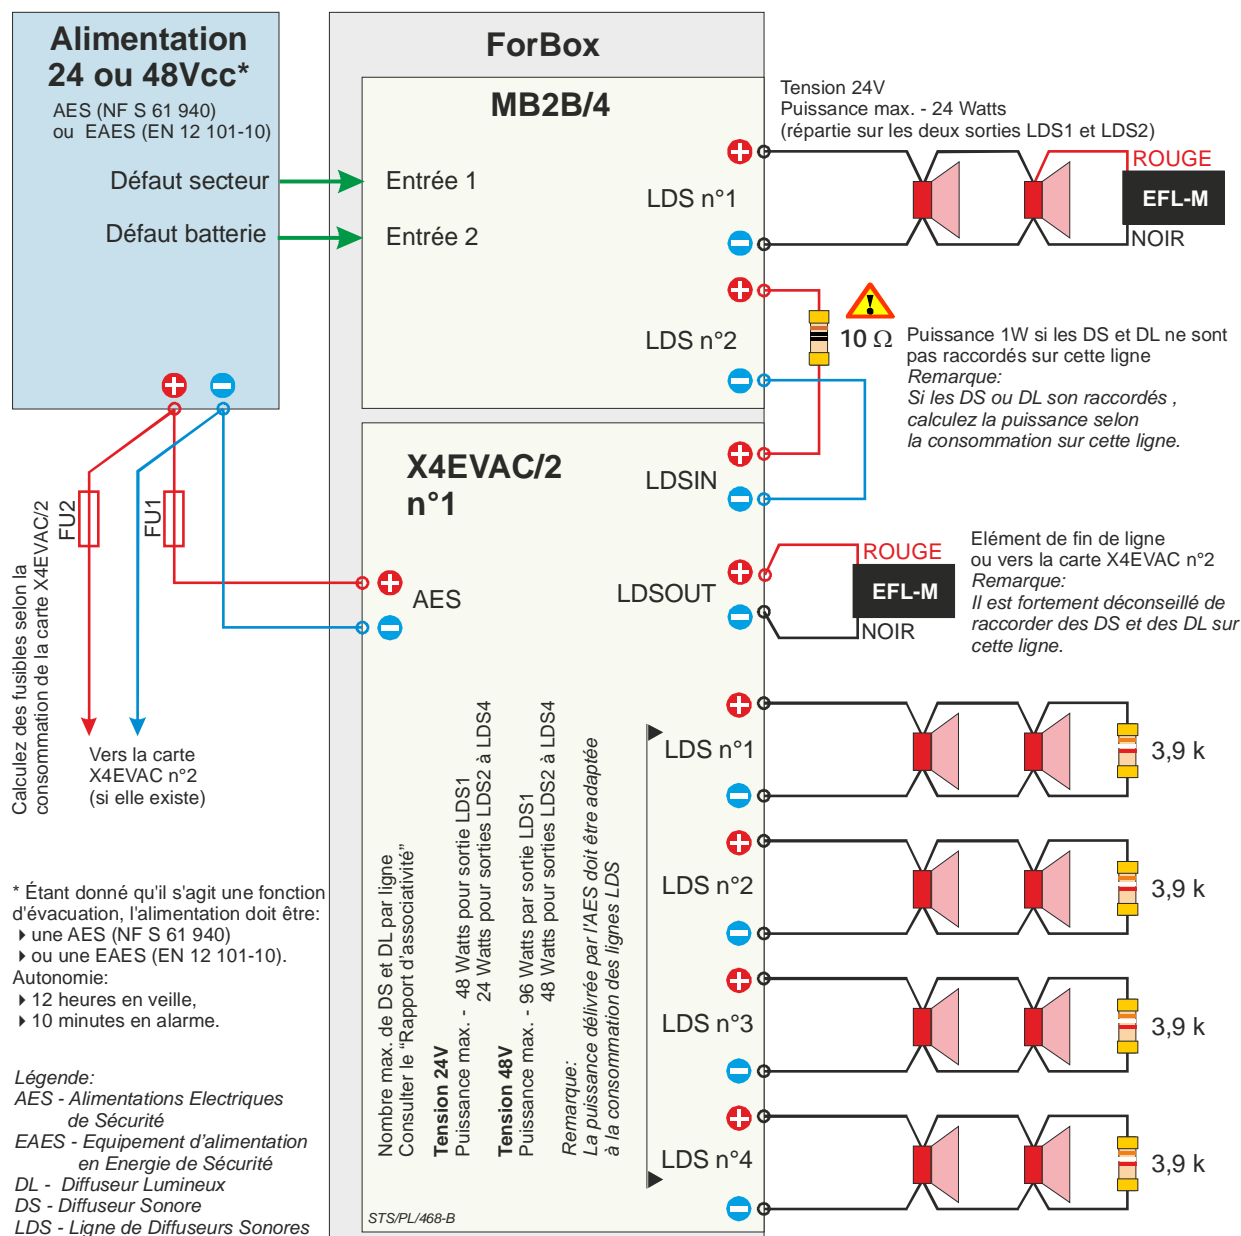 Alimentation
24 ou 48Vcc*
AES (NF S 61 940)
ou EAES (EN 12 101-10)
Défaut secteur
Défaut batterie
ForBox
MB2B/4
Entrée 1
Entrée 2
LDS n°1
LDS n°2
Tension 24V
Puissance max. - 24 Watts
(répartie sur les deux sorties LDS1 et LDS2)
ROUGE
EFL-M
NOIR
10 Ω
Puissance 1W si les DS et DL ne sont
pas raccordés sur cette ligne
Remarque:
Si les DS ou DL son raccordés ,
calculez la puissance selon
la consommation sur cette ligne.
X4EVAC/2
n°1
LDSIN
AES
LDSOUT
ROUGE
EFL-M
NOIR
Elément de fin de ligne
ou vers la carte X4EVAC n°2
Remarque:
Il est fortement déconseillé de
raccorder des DS et des DL sur
cette ligne.
FU2
FU1
Calculez des fusibles selon la
consommation de la carte X4EVAC/2
Vers la carte
X4EVAC n°2
(si elle existe)
Nombre max. de DS et DL par ligne
Consulter le “Rapport d'associativité”
Tension 24V
Puissance max. - 48 Watts pour sortie LDS1
24 Watts pour sorties LDS2 à LDS4
Tension 48V
Puissance max. - 96 Watts par sortie LDS1
48 Watts pour sorties LDS2 à LDS4
Remarque:
La puissance délivrée par l'AES doit être adaptée
à la consommation des lignes LDS
LDS n°1
3,9 k
LDS n°2
3,9 k
LDS n°3
3,9 k
LDS n°4
3,9 k
STS/PL/468-B
* Étant donné qu'il s'agit une fonction
d'évacuation, l'alimentation doit être:
une AES (NF S 61 940)
ou une EAES (EN 12 101-10).
Autonomie:
12 heures en veille,
10 minutes en alarme.
Légende:
AES - Alimentations Electriques
de Sécurité
EAES - Equipement d'alimentation
en Energie de Sécurité
DL - Diffuseur Lumineux
DS - Diffuseur Sonore
LDS - Ligne de Diffuseurs Sonores